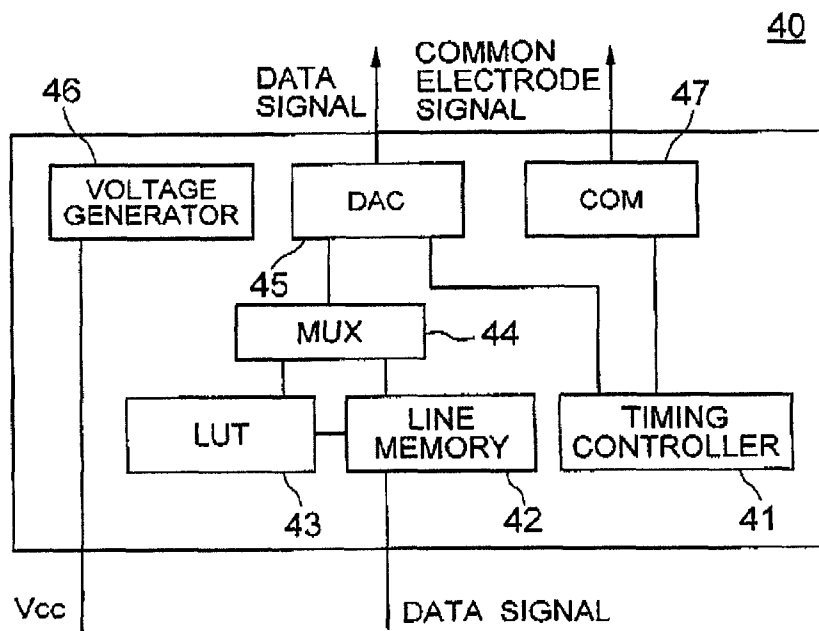 40
DATA
SIGNAL
COMMON
ELECTRODE
SIGNAL
46
47
VOLTAGE
GENERATOR
DAC
COM
45
MUX
44
LUT
LINE
MEMORY
TIMING
CONTROLLER
43
42
41
Vcc
DATA SIGNAL